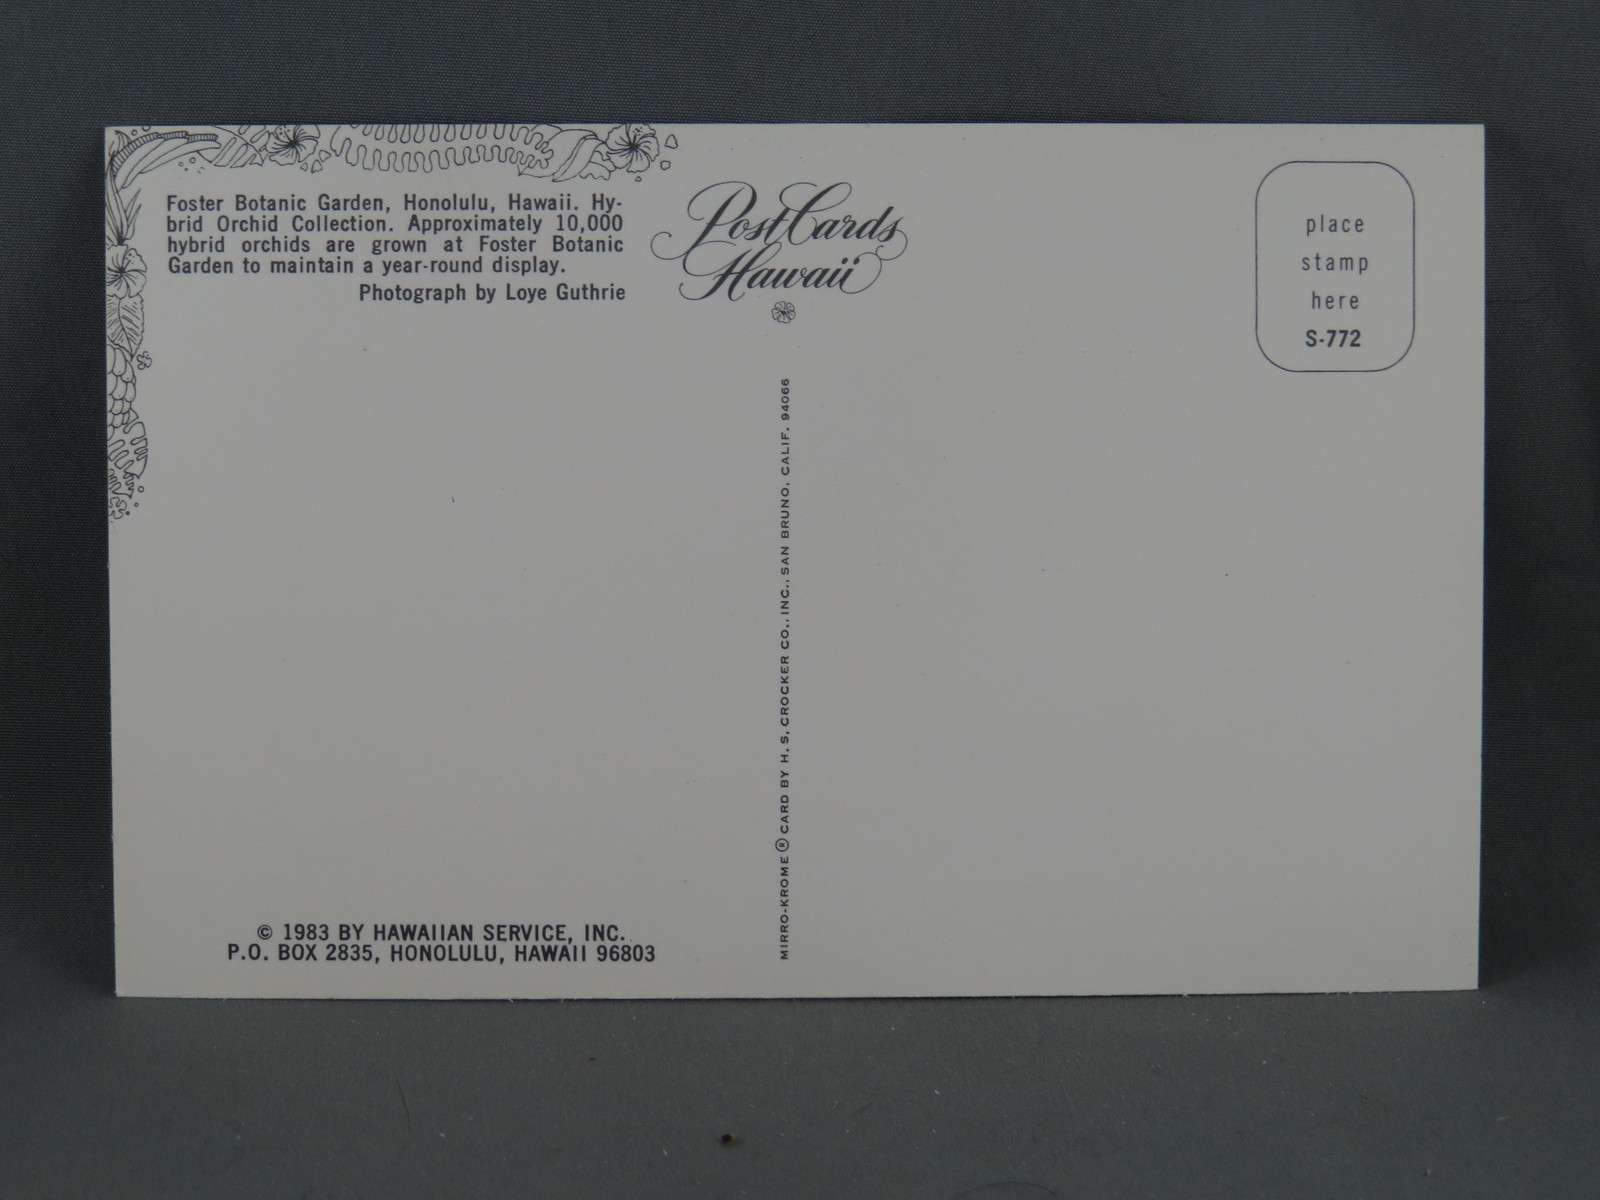 Foster Botanic Garden, Honolulu, Hawaii. Hy-
brid Orchid Collection. Approximately 10,000
hybrid orchids are grown at Foster Botanic
Garden to maintain a year-round display.
Photograph by Loye Guthrie
PostCards
Hawaii
place
stamp
here
S-772
MIRRO-KROME® CARD BY H. S. CROCKER CO., INC., SAN BRUNO, CALIF. 94066
© 1983 BY HAWAIIAN SERVICE, INC.
P.O. BOX 2835, HONOLULU, HAWAII 96803